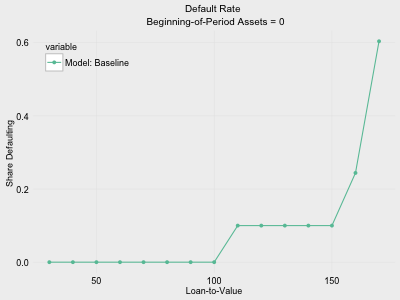 Default Rate
Beginning-of-Period Assets = 0
variable
Model: Baseline
Share Defaulting
0.6
0.4
0.2
0.0
50
100
150
Loan-to-Value